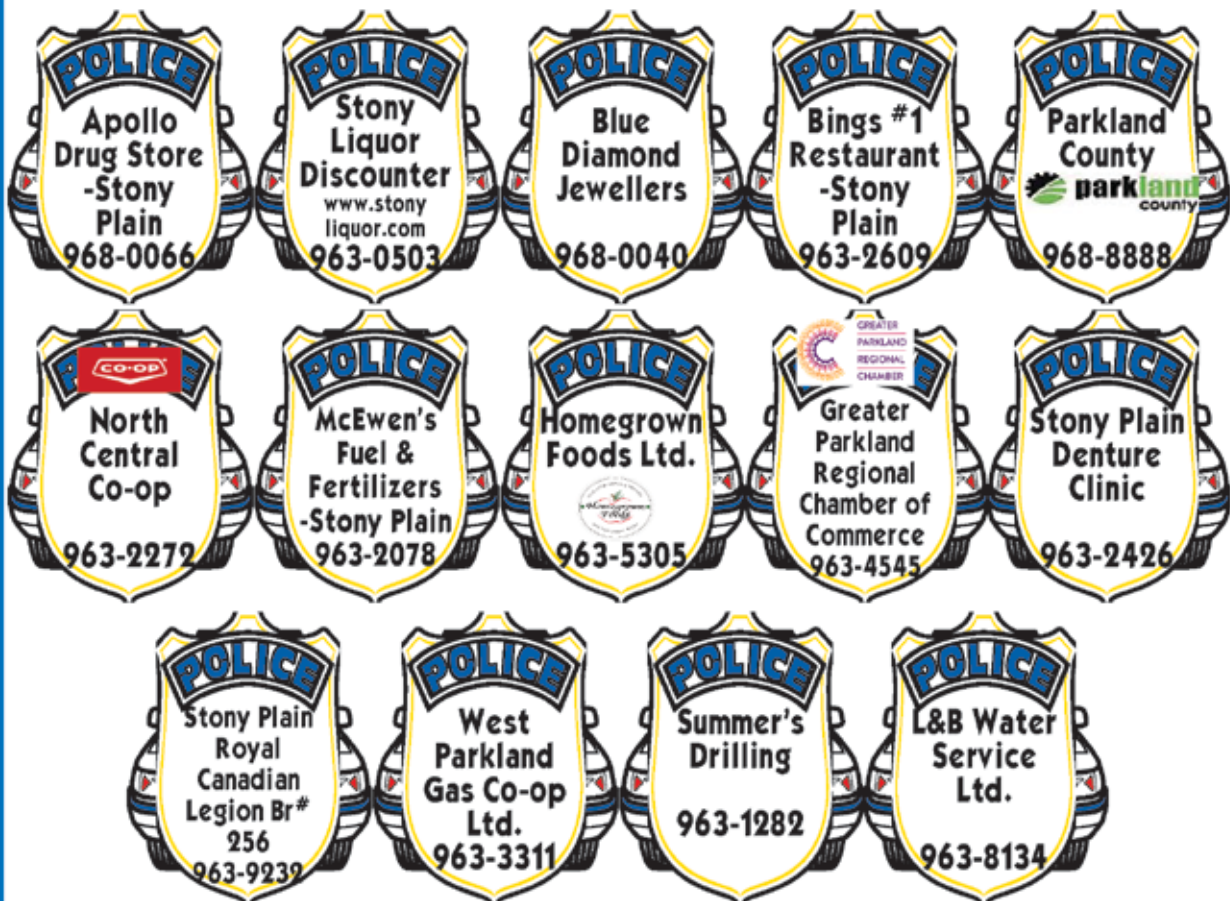 POLICE
Apollo
Drug Store
-Stony
Plain
968-0066
POLICE
Stony
Liquor
Discounter
www.stony
liquor.com
963-0503
POLICE
Blue
Diamond
Jewellers
968-0040
POLICE
Bings #1
Restaurant
-Stony
Plain
963-2609
POLICE
Parkland
County
parkland
county
968-8888
CO-OP
North
Central
Co-op
963-2272
POLICE
McEwen's
Fuel &
Fertilizers
-Stony Plain
963-2078
POLICE
Homegrown
Foods Ltd.
Homegrown
Foods
963-5305
GREATER
PARKLAND
REGIONAL
CHAMBER
Greater
Parkland
Regional
Chamber of
Commerce
963-4545
POLICE
Stony Plain
Denture
Clinic
963-2426
POLICE
Stony Plain
Royal
Canadian
Legion Br#
256
963-9232
POLICE
West
Parkland
Gas Co-op
Ltd.
963-3311
POLICE
Summer's
Drilling
963-1282
POLICE
L&B Water
Service
Ltd.
963-8134